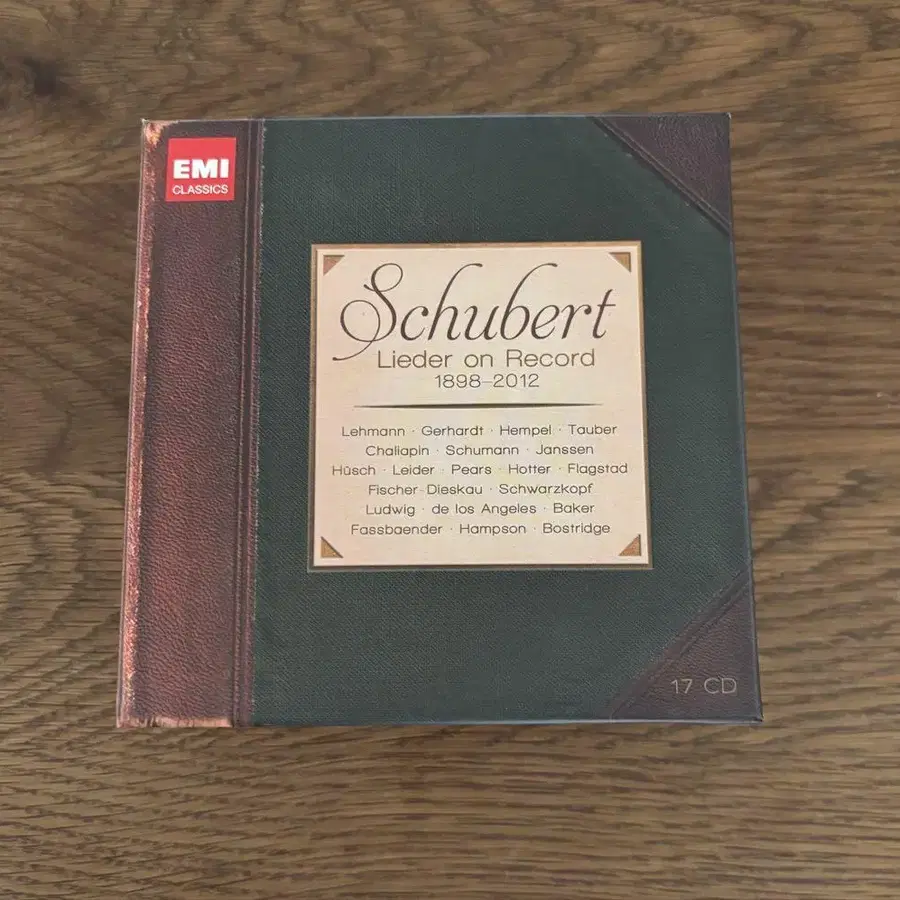 EMI
CLASSICS
Schubert
Lieder on Record
1898–2012
Lehmann · Gerhardt · Hempel · Tauber
Chaliapin · Schumann · Janssen
Hüsch · Leider · Pears · Hotter · Flagstad
Fischer-Dieskau · Schwarzkopf
Ludwig · de los Angeles · Baker
Fassbaender · Hampson · Bostridge
17 CD